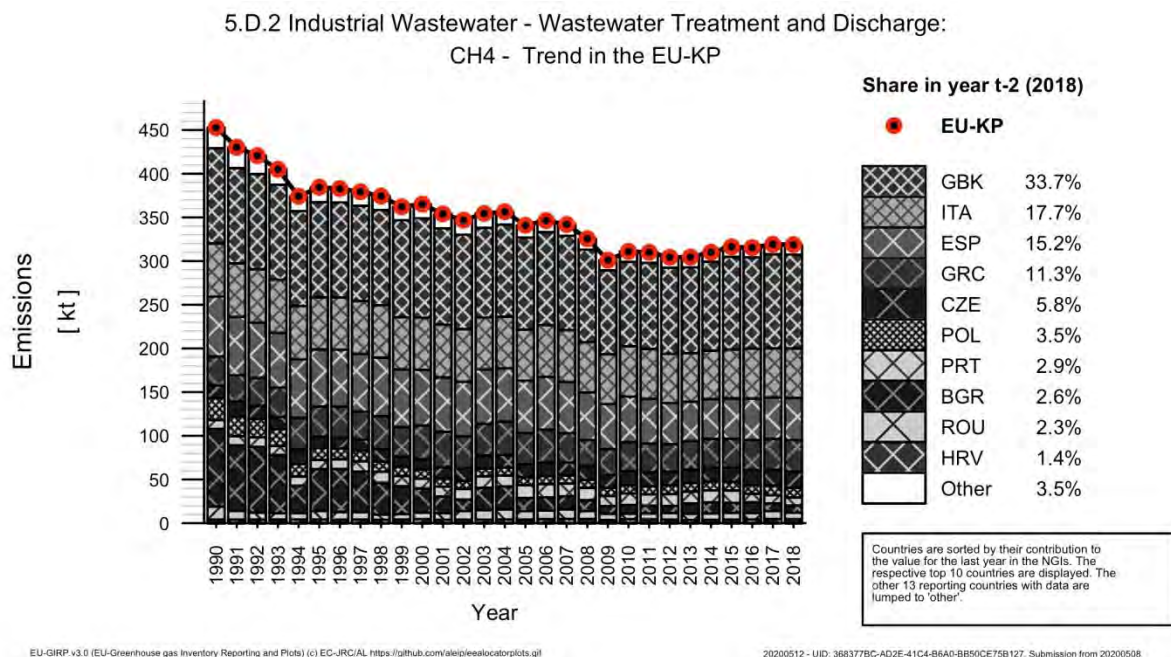 5.D.2 Industrial Wastewater - Wastewater Treatment and Discharge:
CH4 - Trend in the EU-KP
Emissions
[ kt ]
450
400
350
300
250
200
150
100
50
0
1990
1991
1992
1993
1994
1995
1996
1997
1998
1999
2000
2001
2002
2003
2004
2005
2006
2007
2008
2009
2010
2011
2012
2013
2014
2015
2016
2017
2018
Year
Share in year t-2 (2018)
EU-KP
GBK 33.7%
ITA 17.7%
ESP 15.2%
GRC 11.3%
CZE 5.8%
POL 3.5%
PRT 2.9%
BGR 2.6%
ROU 2.3%
HRV 1.4%
Other 3.5%
Countries are sorted by their contribution to
the value for the last year in the NGIs. The
respective top 10 countries are displayed. The
other 13 reporting countries with data are
lumped to 'other'.
EU-GIRP v3.0 (EU-Greenhouse gas Inventory Reporting and Plots) (c) EC-JRC/AL https://github.com/aleip/eealocatorplots.git
20200512 - UID: 368377BC-AD2E-41C4-B6A0-BB50CE75B127. Submission from 20200508